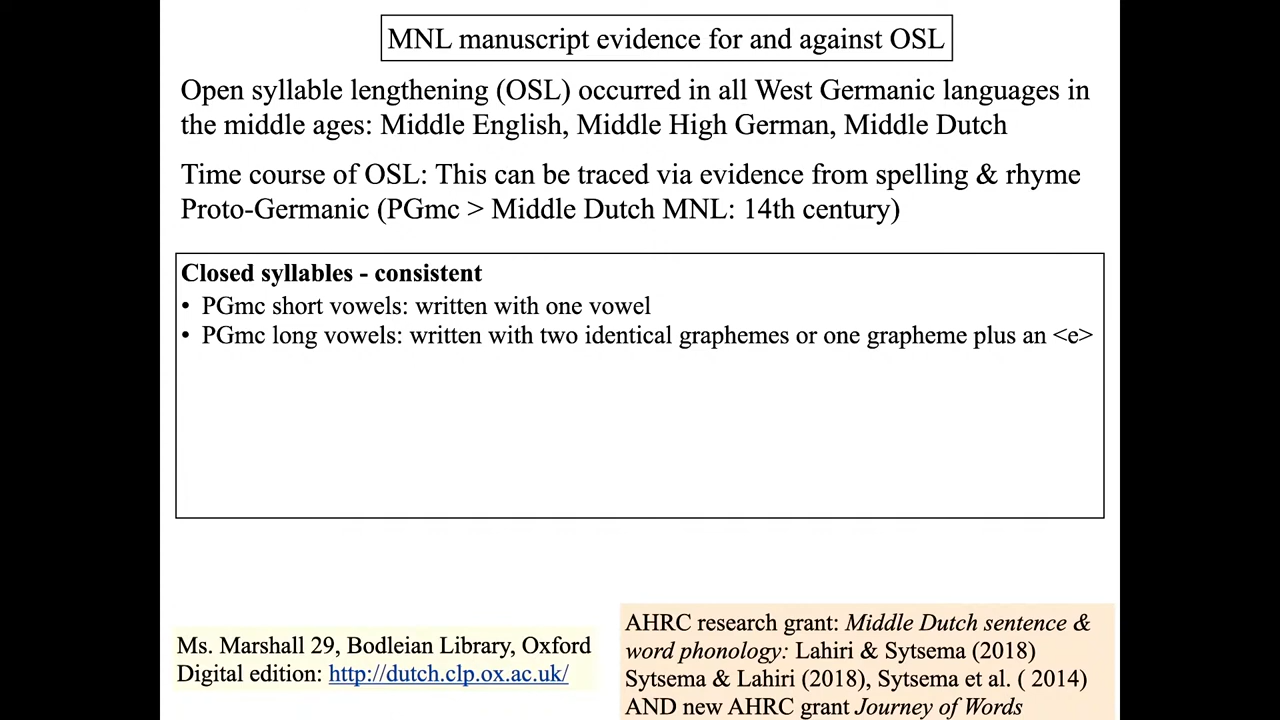 MNL manuscript evidence for and against OSL
Open syllable lengthening (OSL) occurred in all West Germanic languages in
the middle ages: Middle English, Middle High German, Middle Dutch
Time course of OSL: This can be traced via evidence from spelling & rhyme
Proto-Germanic (PGmc > Middle Dutch MNL: 14th century)
Closed syllables - consistent
• PGmc short vowels: written with one vowel
• PGmc long vowels: written with two identical graphemes or one grapheme plus an <e>
Ms. Marshall 29, Bodleian Library, Oxford
Digital edition: http://dutch.clp.ox.ac.uk/
AHRC research grant: Middle Dutch sentence &
word phonology: Lahiri & Sytsema (2018)
Sytsema & Lahiri (2018), Sytsema et al. ( 2014)
AND new AHRC grant Journey of Words